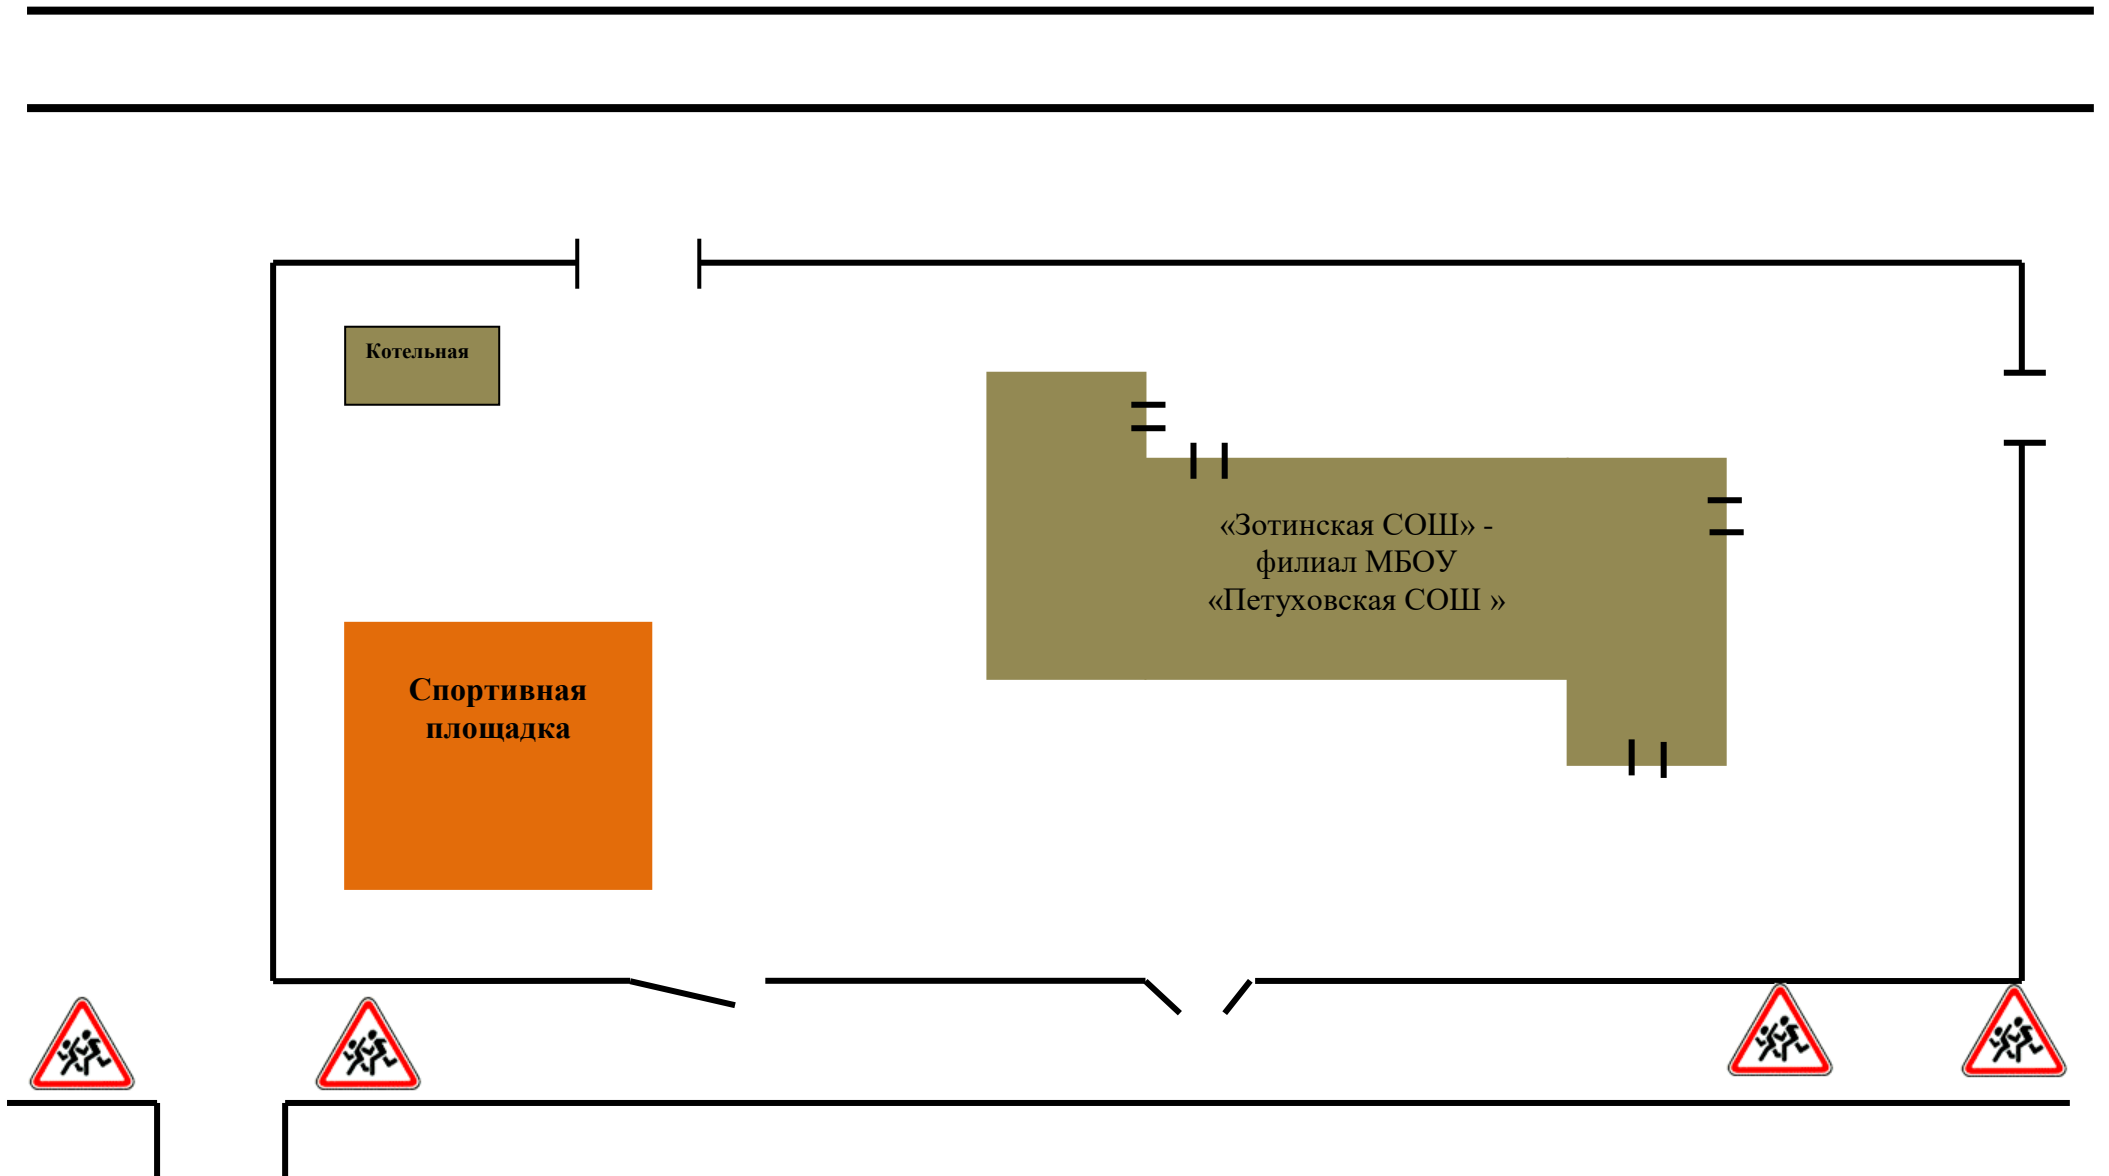 Котельная
«Зотинская СОШ» -
филиал МБОУ
«Петуховская СОШ »
Спортивная
площадка